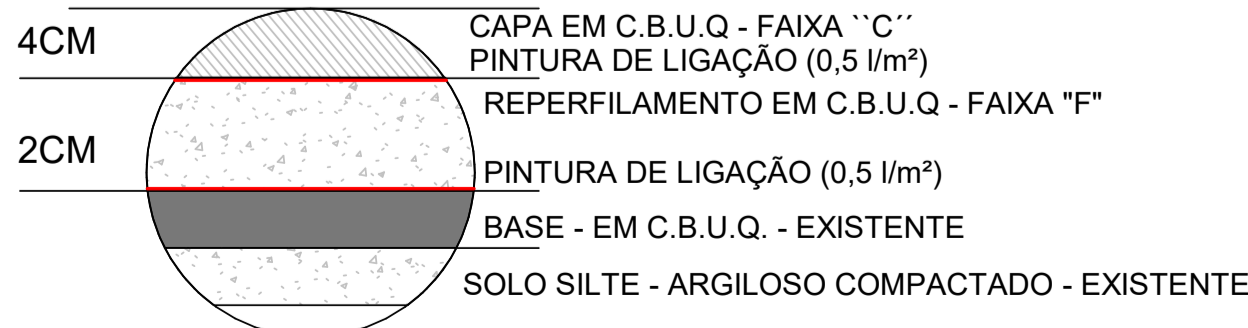 4CM
CAPA EM C.B.U.Q - FAIXA ``C´´
PINTURA DE LIGAÇÃO (0,5 l/m²)
REPERFILAMENTO EM C.B.U.Q - FAIXA "F"
2CM
PINTURA DE LIGAÇÃO (0,5 l/m²)
BASE - EM C.B.U.Q. - EXISTENTE
SOLO SILTE - ARGILOSO COMPACTADO - EXISTENTE